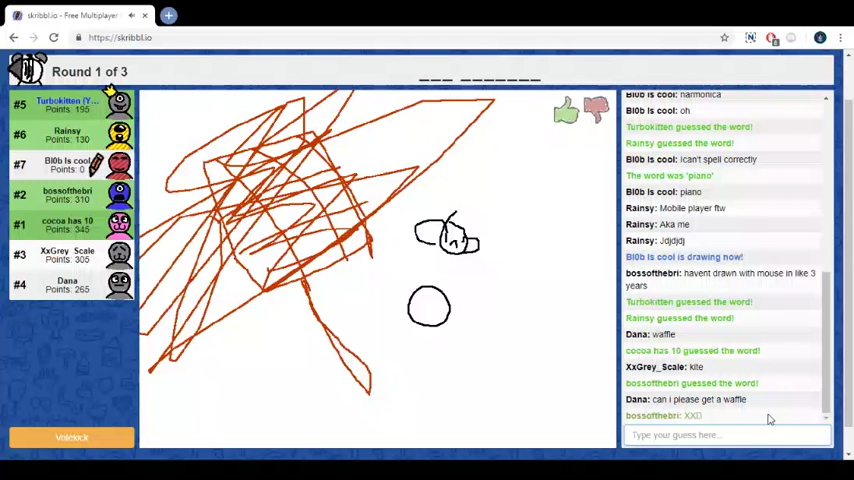 skribbl.io - Free Multiplayer
https://skribbl.io
Round 1 of 3
___ _______
#5 Turbokitten (Y...
Points: 195
#6 Rainsy
Points: 130
#7 Bl0b Is cool
Points: 0
#2 bossofthebri
Points: 310
#1 cocoa has 10
Points: 345
#3 XxGrey_Scale
Points: 305
#4 Dana
Points: 265
Votekick
Bl0b Is cool: harmonica
Bl0b Is cool: oh
Turbokitten guessed the word!
Rainsy guessed the word!
Bl0b Is cool: ican't spell correctly
The word was 'piano'
Bl0b Is cool: piano
Rainsy: Mobile player ftw
Rainsy: Aka me
Rainsy: Jdjdjdj
Bl0b Is cool is drawing now!
bossofthebri: havent drawn with mouse in like 3
years
Turbokitten guessed the word!
Rainsy guessed the word!
Dana: waffle
cocoa has 10 guessed the word!
XxGrey_Scale: kite
bossofthebri guessed the word!
Dana: can i please get a waffle
bossofthebri: XXD
Type your guess here...